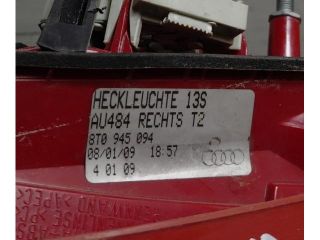 HECKLEUCHTE 13S
AU484 RECHTS T2
8T0 945 094
08/01/09 18:57
4 01 09